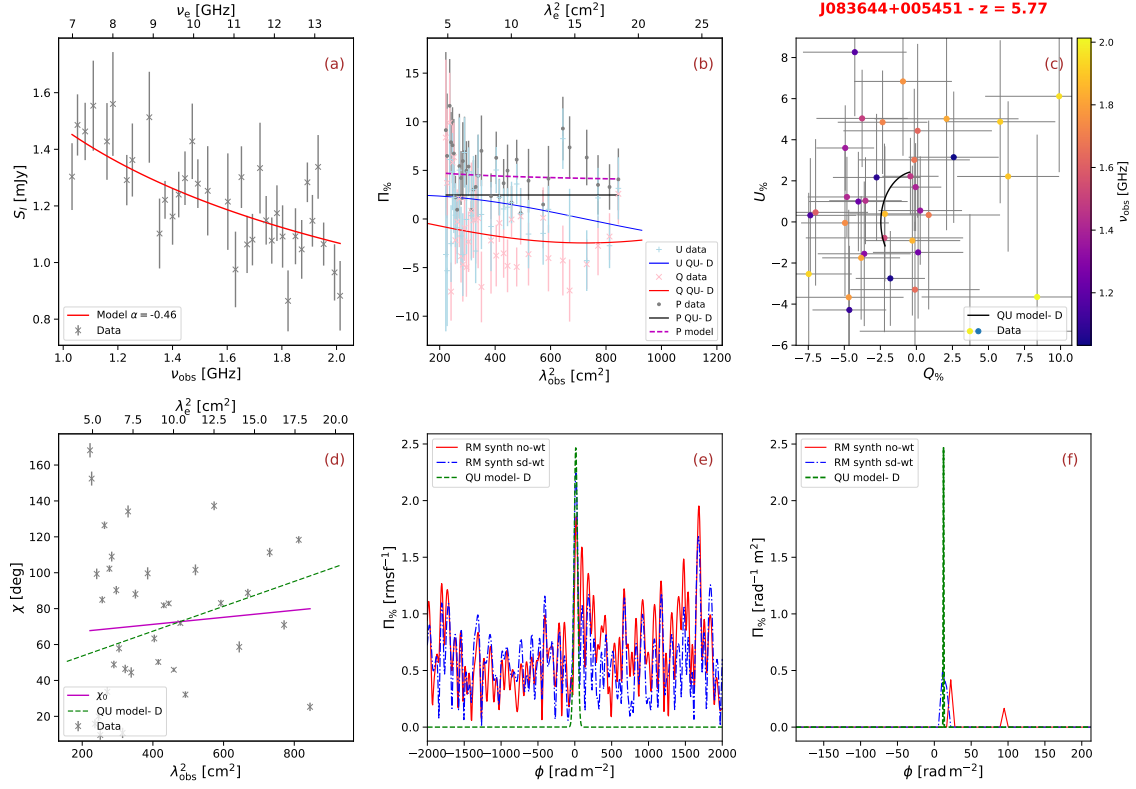 J083644+005451 - z = 5.77
ν_e [GHz]
7 8 9 10 11 12 13
(a)
S_I [mJy]
1.6
1.4
1.2
1.0
0.8
Model α = −0.46
Data
1.0 1.2 1.4 1.6 1.8 2.0
ν_obs [GHz]
λ_e^2 [cm^2]
5 10 15 20 25
(b)
Π_%
15
10
5
0
−5
−10
U data
U QU- D
Q data
Q QU- D
P data
P QU- D
P model
200 400 600 800 1000 1200
λ_obs^2 [cm^2]
(c)
U_%
8
6
4
2
0
−2
−4
−6
QU model- D
Data
−7.5 −5.0 −2.5 0.0 2.5 5.0 7.5 10.0
Q_%
2.0
1.8
1.6
1.4
1.2
ν_obs [GHz]
λ_e^2 [cm^2]
5.0 7.5 10.0 12.5 15.0 17.5 20.0
(d)
χ [deg]
160
140
120
100
80
60
40
20
χ_0
QU model- D
Data
200 400 600 800
λ_obs^2 [cm^2]
(e)
Π_% [rmsf^−1]
2.5
2.0
1.5
1.0
0.5
0.0
RM synth no-wt
RM synth sd-wt
QU model- D
−2000 −1500 −1000 −500 0 500 1000 1500 2000
ϕ [rad m^−2]
(f)
Π_% [rad^−1 m^2]
2.5
2.0
1.5
1.0
0.5
0.0
RM synth no-wt
RM synth sd-wt
QU model- D
−150 −100 −50 0 50 100 150 200
ϕ [rad m^−2]